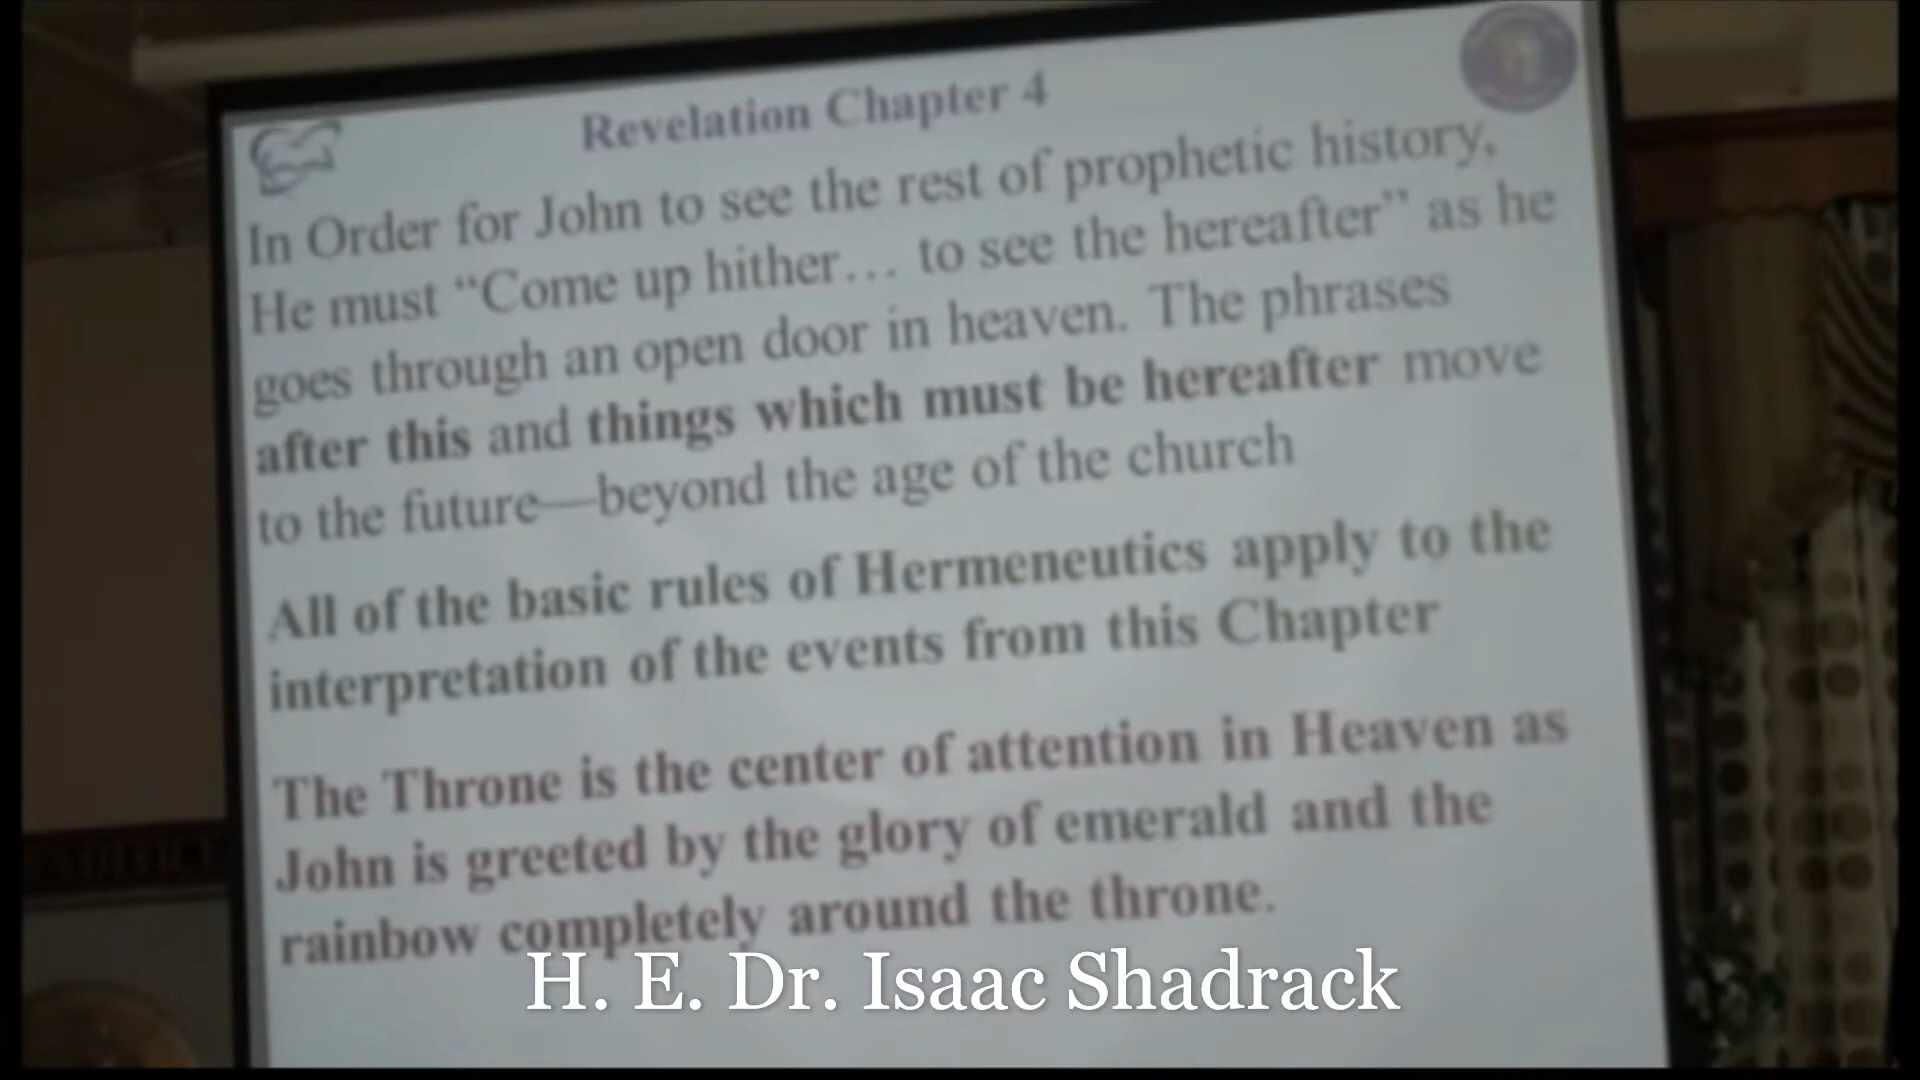 Revelation Chapter 4
In Order for John to see the rest of prophetic history,
He must “Come up hither… to see the hereafter” as he
goes through an open door in heaven. The phrases
after this and things which must be hereafter move
to the future—beyond the age of the church
All of the basic rules of Hermeneutics apply to the
interpretation of the events from this Chapter
The Throne is the center of attention in Heaven as
John is greeted by the glory of emerald and the
rainbow completely around the throne.
H. E. Dr. Isaac Shadrack